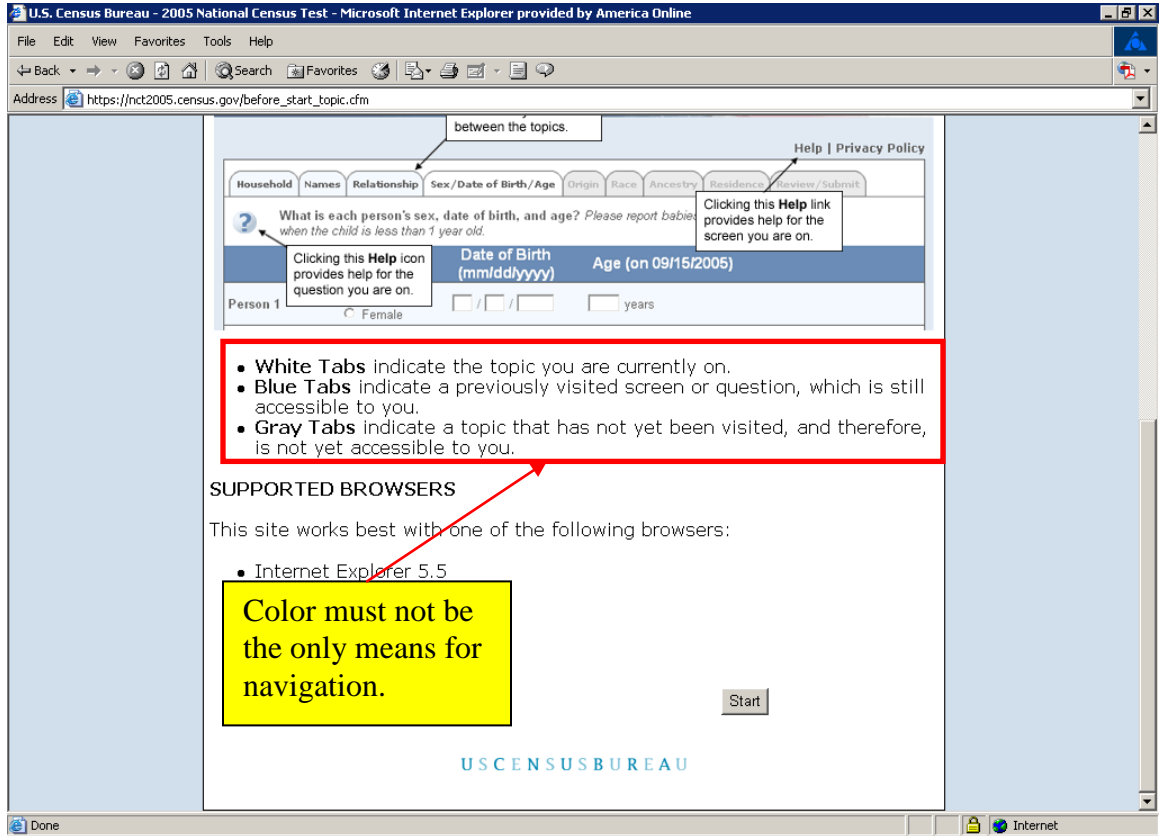 U.S. Census Bureau - 2005 National Census Test - Microsoft Internet Explorer provided by America Online
File Edit View Favorites Tools Help
Back Search Favorites
Address https://nct2005.census.gov/before_start_topic.cfm
between the topics.
Help | Privacy Policy
Household Names Relationship Sex/Date of Birth/Age Origin Race Ancestry Residence Review/Submit
Clicking this Help link
provides help for the
screen you are on.
? What is each person's sex, date of birth, and age? Please report babies
when the child is less than 1 year old.
Clicking this Help icon
provides help for the
question you are on.
Date of Birth
(mm/dd/yyyy)
Age (on 09/15/2005)
Person 1
Female
/ /
years
• White Tabs indicate the topic you are currently on.
• Blue Tabs indicate a previously visited screen or question, which is still
accessible to you.
• Gray Tabs indicate a topic that has not yet been visited, and therefore,
is not yet accessible to you.
SUPPORTED BROWSERS
This site works best with one of the following browsers:
• Internet Explorer 5.5
Color must not be
the only means for
navigation.
Start
USCENSUSBUREAU
Done
Internet